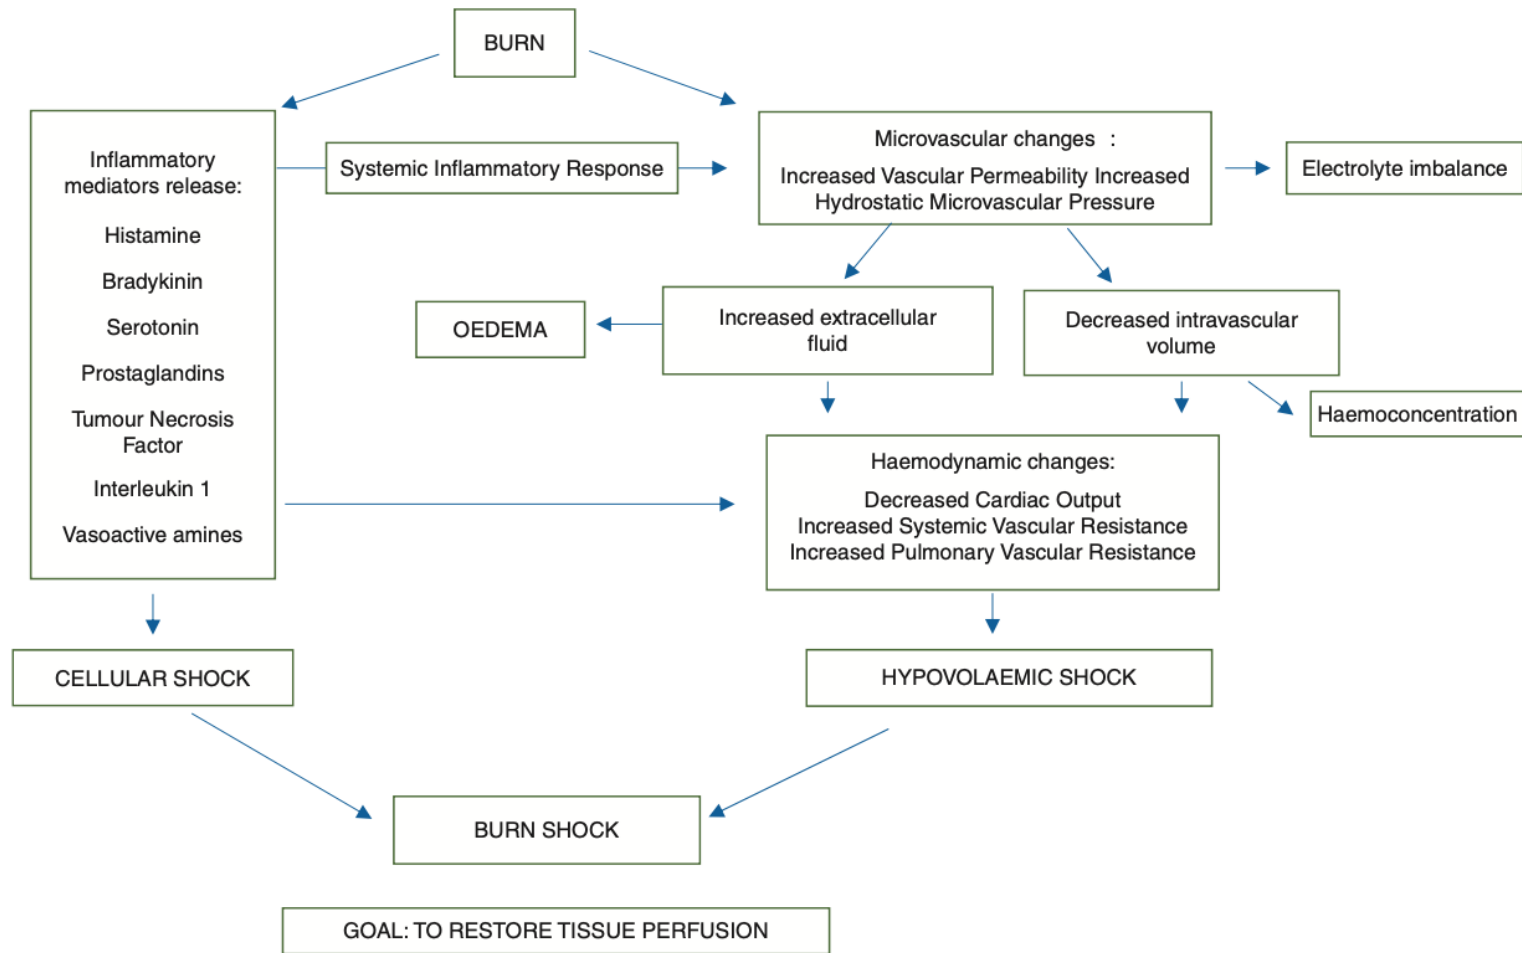 BURN
Inflammatory
mediators release:
Histamine
Bradykinin
Serotonin
Prostaglandins
Tumour Necrosis
Factor
Interleukin 1
Vasoactive amines
Systemic Inflammatory Response
Microvascular changes :
Increased Vascular Permeability Increased
Hydrostatic Microvascular Pressure
Electrolyte imbalance
OEDEMA
Increased extracellular
fluid
Decreased intravascular
volume
Haemoconcentration
Haemodynamic changes:
Decreased Cardiac Output
Increased Systemic Vascular Resistance
Increased Pulmonary Vascular Resistance
CELLULAR SHOCK
HYPOVOLAEMIC SHOCK
BURN SHOCK
GOAL: TO RESTORE TISSUE PERFUSION